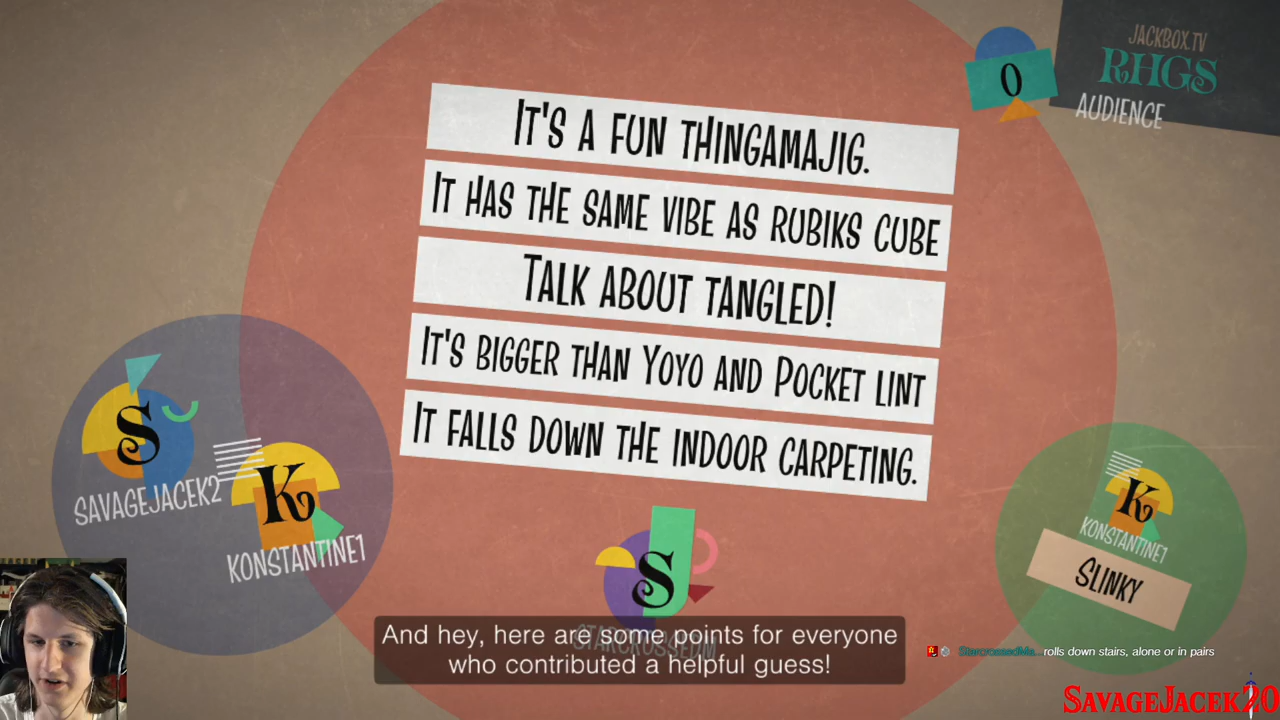 JACKBOX.TV
RHGS
0
AUDIENCE
IT'S A FUN THINGAMAJIG.
IT HAS THE SAME VIBE AS RUBIKS CUBE
TALK ABOUT TANGLED!
IT'S BIGGER THAN YOYO AND POCKET LINT
IT FALLS DOWN THE INDOOR CARPETING.
S
SAVAGEJACEK2
K
KONSTANTINE1
S
STARCROSSEDM
K
KONSTANTINE1
SLINKY
And hey, here are some points for everyone
who contributed a helpful guess!
StarcrossedMa... rolls down stairs, alone or in pairs
SAVAGEJACEK20